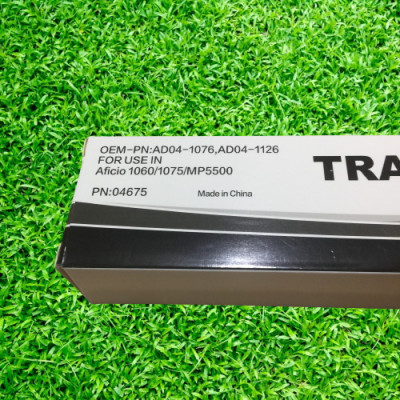 OEM-PN:AD04-1076,AD04-1126
FOR USE IN
Aficio 1060/1075/MP5500
PN:04675
Made in China
TRA